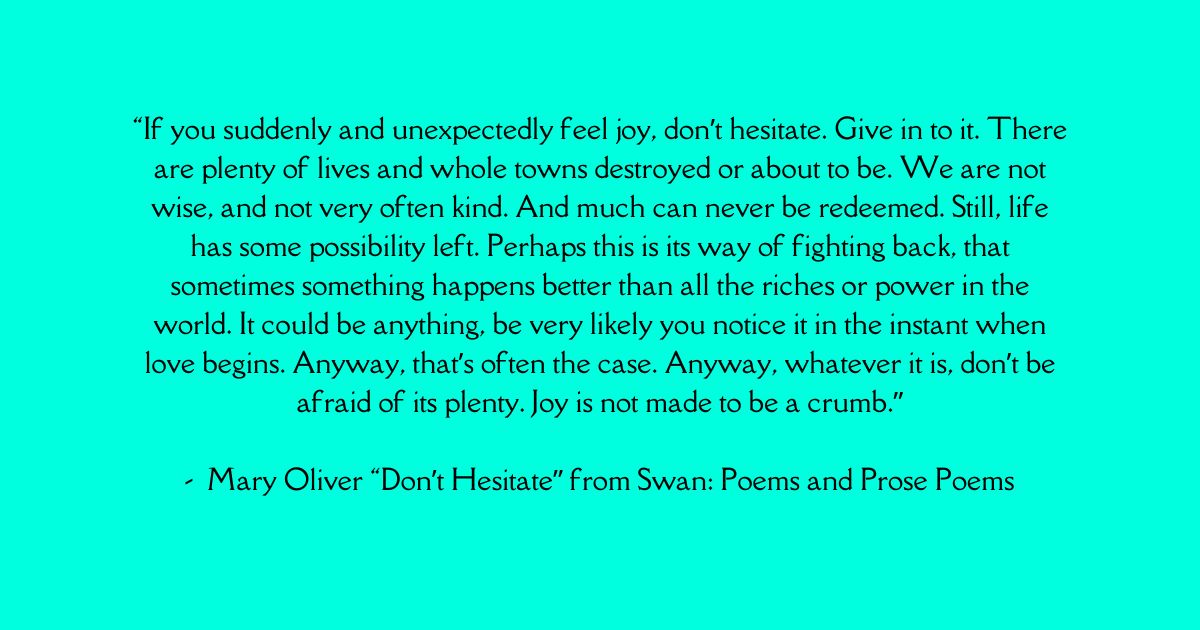 “If you suddenly and unexpectedly feel joy, don't hesitate. Give in to it. There
are plenty of lives and whole towns destroyed or about to be. We are not
wise, and not very often kind. And much can never be redeemed. Still, life
has some possibility left. Perhaps this is its way of fighting back, that
sometimes something happens better than all the riches or power in the
world. It could be anything, be very likely you notice it in the instant when
love begins. Anyway, that's often the case. Anyway, whatever it is, don't be
afraid of its plenty. Joy is not made to be a crumb."
- Mary Oliver “Don't Hesitate" from Swan: Poems and Prose Poems